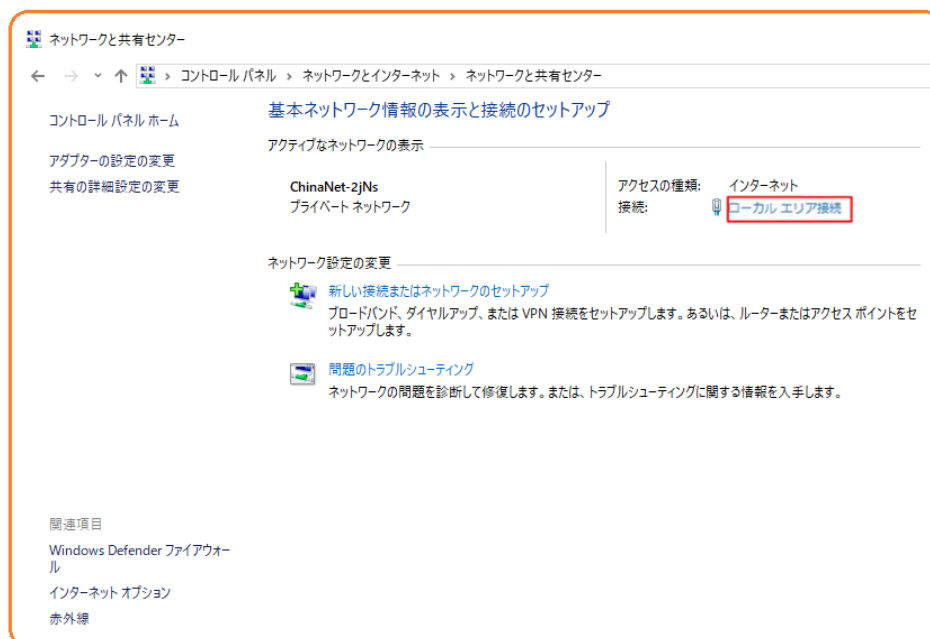 ネットワークと共有センター
コントロール パネル › ネットワークとインターネット › ネットワークと共有センター
コントロール パネル ホーム
アダプターの設定の変更
共有の詳細設定の変更
基本ネットワーク情報の表示と接続のセットアップ
アクティブなネットワークの表示
ChinaNet-2jNs
プライベート ネットワーク
アクセスの種類: インターネット
接続: ローカル エリア接続
ネットワーク設定の変更
新しい接続またはネットワークのセットアップ
ブロードバンド、ダイヤルアップ、または VPN 接続をセットアップします。あるいは、ルーターまたはアクセス ポイントをセ
ットアップします。
問題のトラブルシューティング
ネットワークの問題を診断して修復します。または、トラブルシューティングに関する情報を入手します。
関連項目
Windows Defender ファイアウォー
ル
インターネット オプション
赤外線